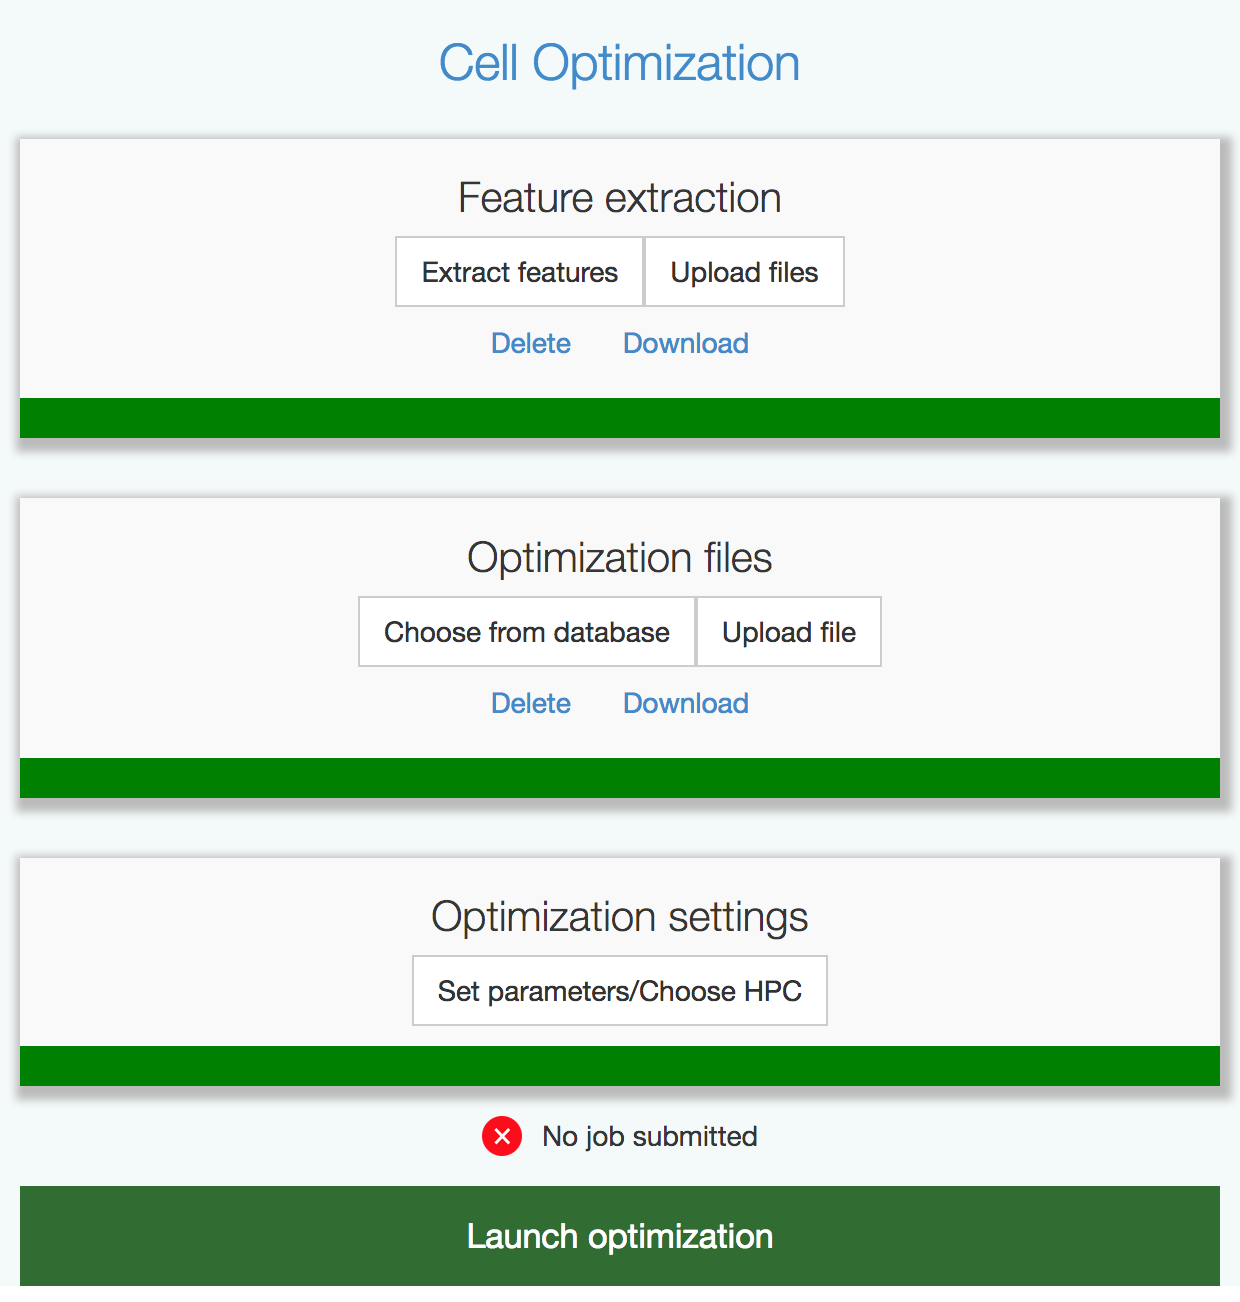 Cell Optimization
Feature extraction
Extract features Upload files
Delete Download
Optimization files
Choose from database Upload file
Delete Download
Optimization settings
Set parameters/Choose HPC
No job submitted
Launch optimization